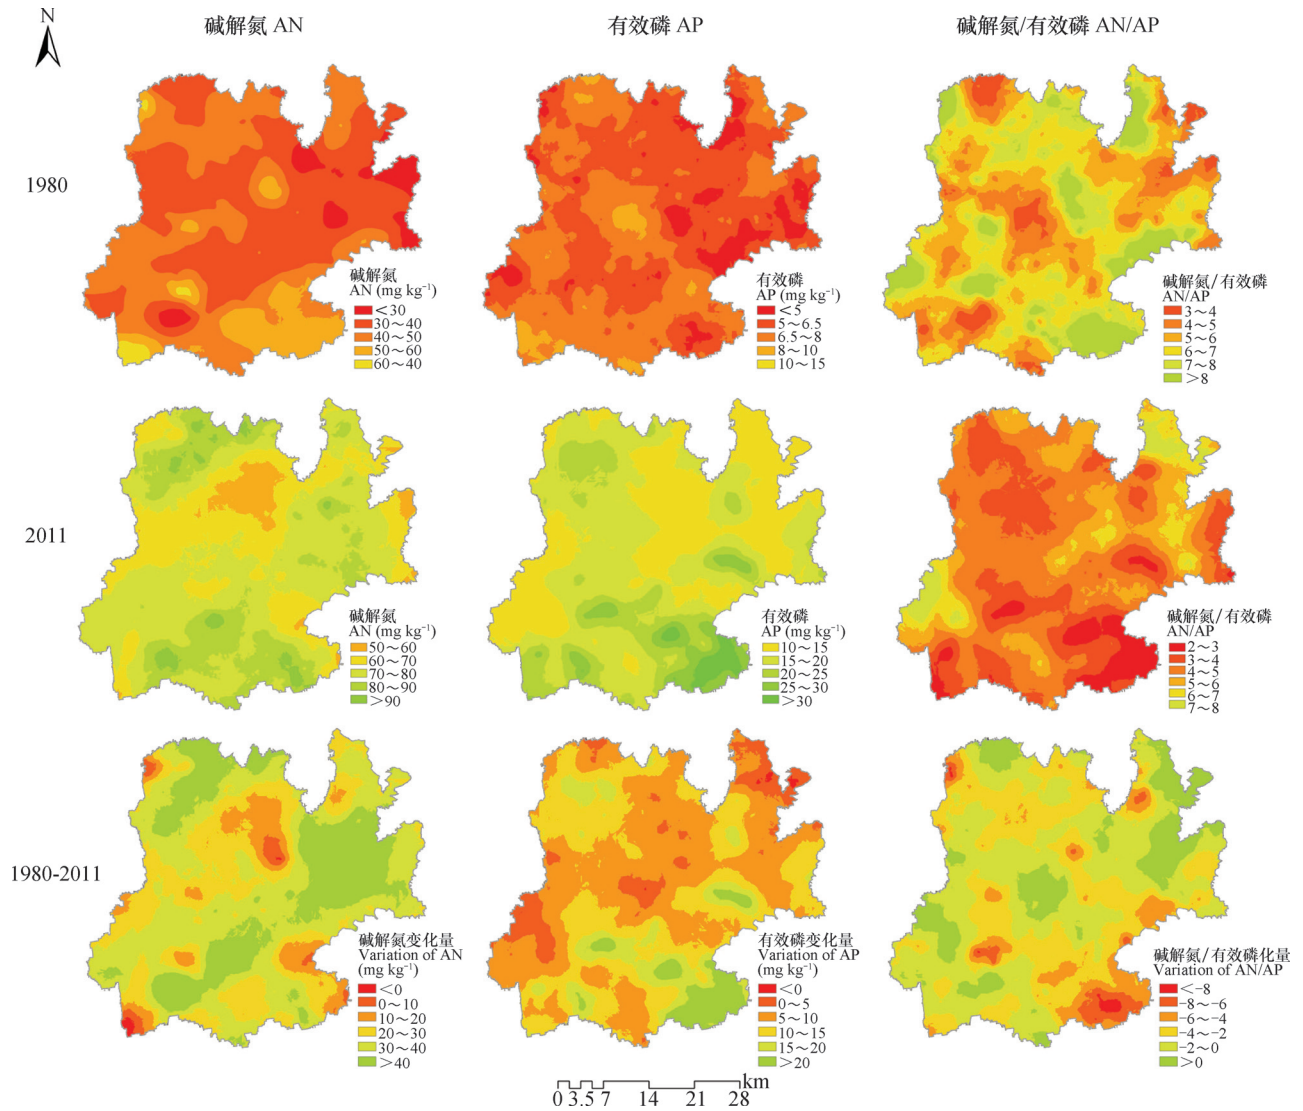 N
碱解氮 AN
有效磷 AP
碱解氮/有效磷 AN/AP
1980
碱解氮
AN (mg kg⁻¹)
<30
30～40
40～50
50～60
60～40
有效磷
AP (mg kg⁻¹)
<5
5～6.5
6.5～8
8～10
10～15
碱解氮/有效磷
AN/AP
3～4
4～5
5～6
6～7
7～8
>8
2011
碱解氮
AN (mg kg⁻¹)
50～60
60～70
70～80
80～90
>90
有效磷
AP (mg kg⁻¹)
10～15
15～20
20～25
25～30
>30
碱解氮/有效磷
AN/AP
2～3
3～4
4～5
5～6
6～7
7～8
1980-2011
碱解氮变化量
Variation of AN
(mg kg⁻¹)
<0
0～10
10～20
20～30
30～40
>40
有效磷变化量
Variation of AP
(mg kg⁻¹)
<0
0～5
5～10
10～15
15～20
>20
碱解氮/有效磷化量
Variation of AN/AP
<-8
-8～-6
-6～-4
-4～-2
-2～0
>0
km
0 3.5 7 14 21 28